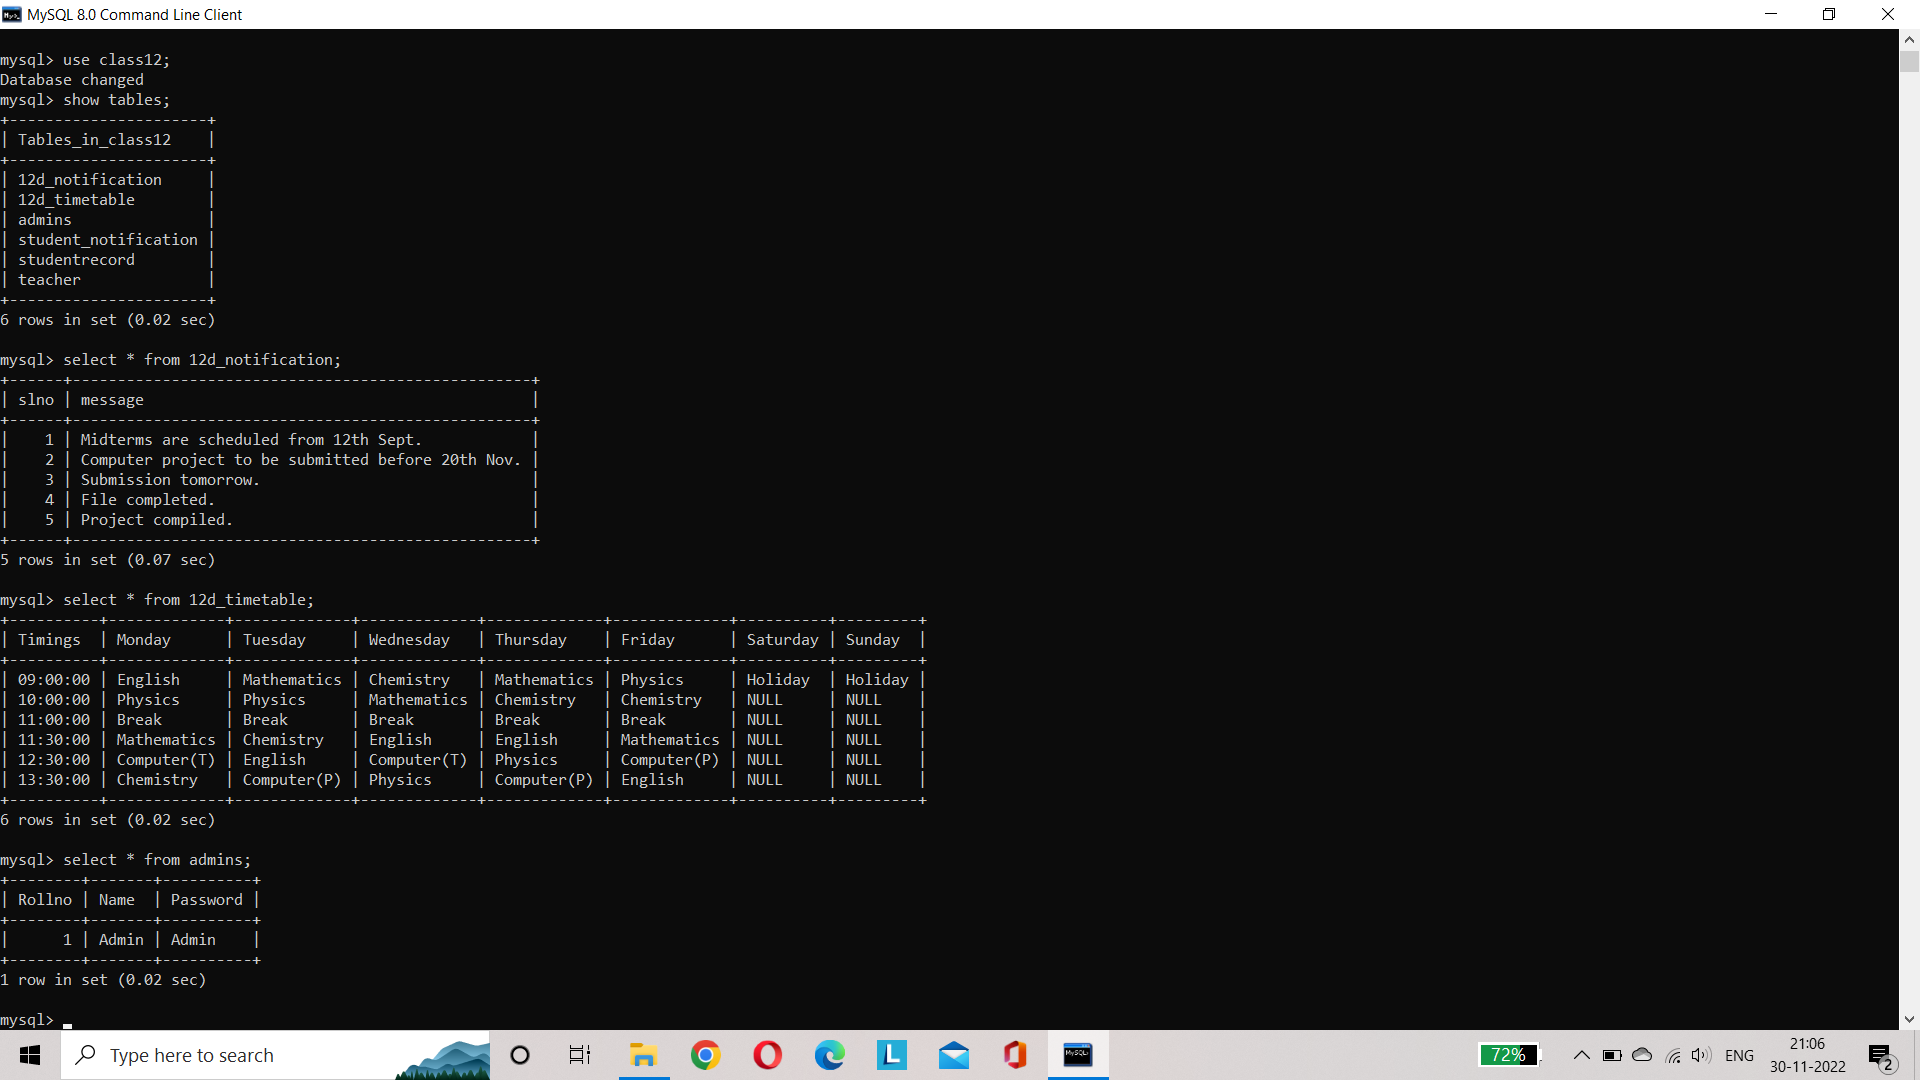 MySQL 8.0 Command Line Client
mysql> use class12;
Database changed
mysql> show tables;
+----------------------+
| Tables_in_class12    |
+----------------------+
| 12d_notification     |
| 12d_timetable        |
| admins               |
| student_notification |
| studentrecord        |
| teacher              |
+----------------------+
6 rows in set (0.02 sec)
mysql> select * from 12d_notification;
+------+---------------------------------------------------+
| slno | message                                           |
+------+---------------------------------------------------+
|    1 | Midterms are scheduled from 12th Sept.            |
|    2 | Computer project to be submitted before 20th Nov. |
|    3 | Submission tomorrow.                              |
|    4 | File completed.                                   |
|    5 | Project compiled.                                 |
+------+---------------------------------------------------+
5 rows in set (0.07 sec)
mysql> select * from 12d_timetable;
+----------+-------------+-------------+-------------+-------------+-------------+----------+---------+
| Timings  | Monday      | Tuesday     | Wednesday   | Thursday    | Friday      | Saturday | Sunday  |
+----------+-------------+-------------+-------------+-------------+-------------+----------+---------+
| 09:00:00 | English     | Mathematics | Chemistry   | Mathematics | Physics     | Holiday  | Holiday |
| 10:00:00 | Physics     | Physics     | Mathematics | Chemistry   | Chemistry   | NULL     | NULL    |
| 11:00:00 | Break       | Break       | Break       | Break       | Break       | NULL     | NULL    |
| 11:30:00 | Mathematics | Chemistry   | English     | English     | Mathematics | NULL     | NULL    |
| 12:30:00 | Computer(T) | English     | Computer(T) | Physics     | Computer(P) | NULL     | NULL    |
| 13:30:00 | Chemistry   | Computer(P) | Physics     | Computer(P) | English     | NULL     | NULL    |
+----------+-------------+-------------+-------------+-------------+-------------+----------+---------+
6 rows in set (0.02 sec)
mysql> select * from admins;
+--------+-------+----------+
| Rollno | Name  | Password |
+--------+-------+----------+
|      1 | Admin | Admin    |
+--------+-------+----------+
1 row in set (0.02 sec)
mysql> _
Type here to search
L
MySQL
72%
ENG
21:06
30-11-2022
2